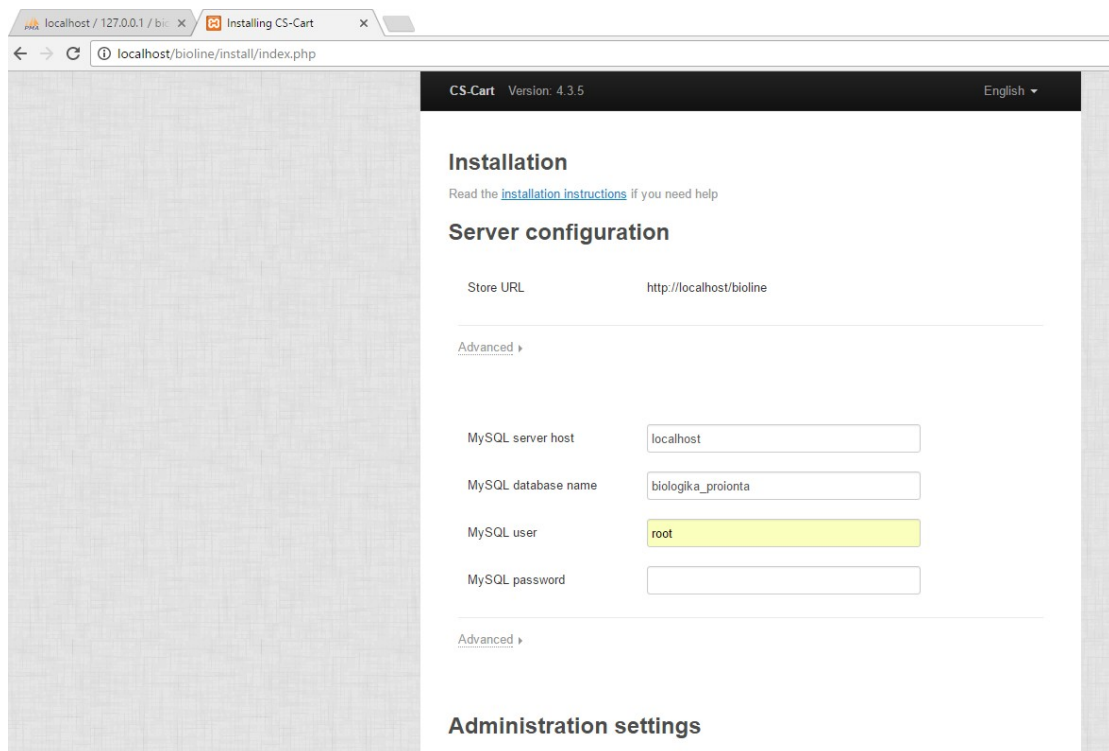 localhost / 127.0.0.1 / bio
Installing CS-Cart
localhost/bioline/install/index.php
CS-Cart Version: 4.3.5 English
Installation
Read the installation instructions if you need help
Server configuration
Store URL http://localhost/bioline
Advanced
MySQL server host localhost
MySQL database name biologika_proionta
MySQL user root
MySQL password
Advanced
Administration settings